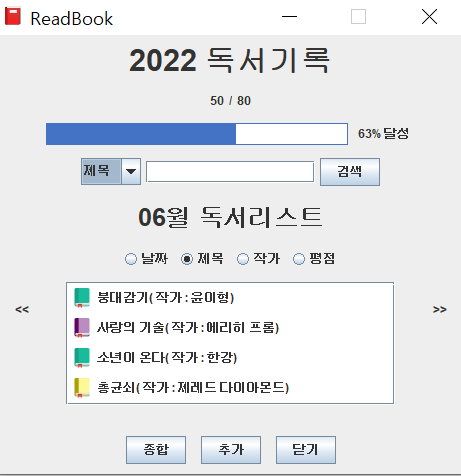 ReadBook
2022 독서기록
50 / 80
63% 달성
제목 검색
06월 독서리스트
날짜 제목 작가 평점
<< >>
붕대감기(작가:윤이형)
사랑의 기술(작가:에리히 프롬)
소년이 온다(작가:한강)
총균쇠(작가:제레드 다이아몬드)
종합 추가 닫기